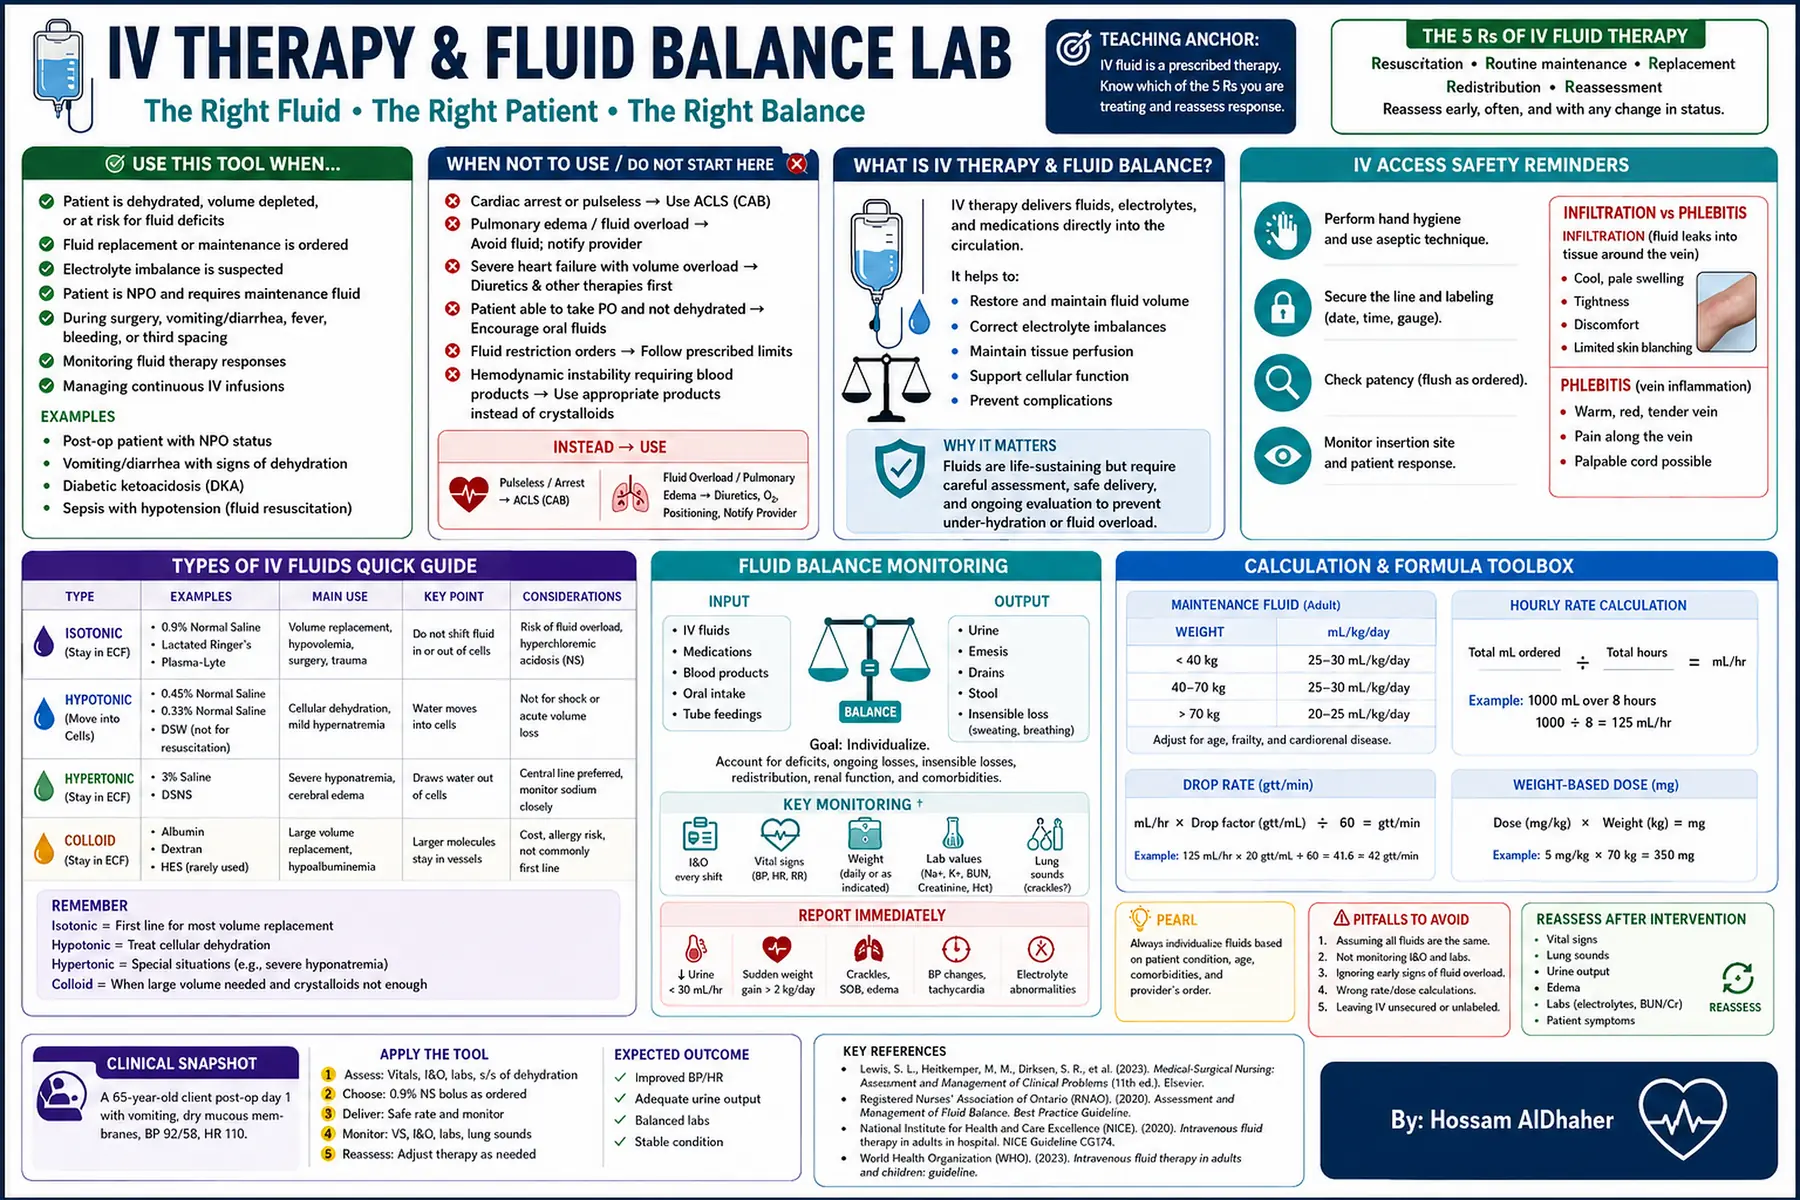 IV THERAPY & FLUID BALANCE LAB
The Right Fluid • The Right Patient • The Right Balance
TEACHING ANCHOR:
IV fluid is a prescribed therapy.
Know which of the 5 Rs you are
treating and reassess response.
THE 5 Rs OF IV FLUID THERAPY
Resuscitation • Routine maintenance • Replacement
Redistribution • Reassessment
Reassess early, often, and with any change in status.
USE THIS TOOL WHEN...
Patient is dehydrated, volume depleted,
or at risk for fluid deficits
Fluid replacement or maintenance is ordered
Electrolyte imbalance is suspected
Patient is NPO and requires maintenance fluid
During surgery, vomiting/diarrhea, fever,
bleeding, or third spacing
Monitoring fluid therapy responses
Managing continuous IV infusions
EXAMPLES
• Post-op patient with NPO status
• Vomiting/diarrhea with signs of dehydration
• Diabetic ketoacidosis (DKA)
• Sepsis with hypotension (fluid resuscitation)
WHEN NOT TO USE / DO NOT START HERE
Cardiac arrest or pulseless → Use ACLS (CAB)
Pulmonary edema / fluid overload →
Avoid fluid; notify provider
Severe heart failure with volume overload →
Diuretics & other therapies first
Patient able to take PO and not dehydrated →
Encourage oral fluids
Fluid restriction orders → Follow prescribed limits
Hemodynamic instability requiring blood
products → Use appropriate products
instead of crystalloids
INSTEAD → USE
Pulseless / Arrest
→ ACLS (CAB)
Fluid Overload / Pulmonary
Edema → Diuretics, O₂,
Positioning, Notify Provider
WHAT IS IV THERAPY & FLUID BALANCE?
IV therapy delivers fluids, electrolytes,
and medications directly into the
circulation.
It helps to:
• Restore and maintain fluid volume
• Correct electrolyte imbalances
• Maintain tissue perfusion
• Support cellular function
• Prevent complications
WHY IT MATTERS
Fluids are life-sustaining but require
careful assessment, safe delivery,
and ongoing evaluation to prevent
under-hydration or fluid overload.
IV ACCESS SAFETY REMINDERS
Perform hand hygiene
and use aseptic technique.
Secure the line and labeling
(date, time, gauge).
Check patency (flush as ordered).
Monitor insertion site
and patient response.
INFILTRATION vs PHLEBITIS
INFILTRATION (fluid leaks into
tissue around the vein)
• Cool, pale swelling
• Tightness
• Discomfort
• Limited skin blanching
PHLEBITIS (vein inflammation)
• Warm, red, tender vein
• Pain along the vein
• Palpable cord possible
TYPES OF IV FLUIDS QUICK GUIDE
TYPE EXAMPLES MAIN USE KEY POINT CONSIDERATIONS
ISOTONIC
(Stay in ECF)
• 0.9% Normal Saline
• Lactated Ringer's
• Plasma-Lyte
Volume replacement,
hypovolemia,
surgery, trauma
Do not shift fluid
in or out of cells
Risk of fluid overload,
hyperchloremic
acidosis (NS)
HYPOTONIC
(Move into
Cells)
• 0.45% Normal Saline
• 0.33% Normal Saline
• DSW (not for
resuscitation)
Cellular dehydration,
mild hypernatremia
Water moves
into cells
Not for shock or
acute volume
loss
HYPERTONIC
(Stay in ECF)
• 3% Saline
• DSNS
Severe hyponatremia,
cerebral edema
Draws water out
of cells
Central line preferred,
monitor sodium
closely
COLLOID
(Stay in ECF)
• Albumin
• Dextran
• HES (rarely used)
Large volume
replacement,
hypoalbuminemia
Larger molecules
stay in vessels
Cost, allergy risk,
not commonly
first line
REMEMBER
Isotonic = First line for most volume replacement
Hypotonic = Treat cellular dehydration
Hypertonic = Special situations (e.g., severe hyponatremia)
Colloid = When large volume needed and crystalloids not enough
FLUID BALANCE MONITORING
INPUT
• IV fluids
• Medications
• Blood products
• Oral intake
• Tube feedings
BALANCE
OUTPUT
• Urine
• Emesis
• Drains
• Stool
• Insensible loss
(sweating, breathing)
Goal: Individualize.
Account for deficits, ongoing losses, insensible losses,
redistribution, renal function, and comorbidities.
KEY MONITORING †
I&O
every shift
Vital signs
(BP, HR, RR)
Weight
(daily or as
indicated)
Lab values
(Na+, K+, BUN,
Creatinine, Hct)
Lung
sounds
(crackles?)
REPORT IMMEDIATELY
↓ Urine
< 30 mL/hr
Sudden weight
gain > 2 kg/day
Crackles,
SOB, edema
BP changes,
tachycardia
Electrolyte
abnormalities
CALCULATION & FORMULA TOOLBOX
MAINTENANCE FLUID (Adult)
WEIGHT mL/kg/day
< 40 kg 25–30 mL/kg/day
40–70 kg 25–30 mL/kg/day
> 70 kg 20–25 mL/kg/day
Adjust for age, frailty, and cardiorenal disease.
HOURLY RATE CALCULATION
Total mL ordered ÷ Total hours = mL/hr
Example: 1000 mL over 8 hours
1000 ÷ 8 = 125 mL/hr
DROP RATE (gtt/min)
mL/hr × Drop factor (gtt/mL) ÷ 60 = gtt/min
Example: 125 mL/hr × 20 gtt/mL ÷ 60 = 41.6 = 42 gtt/min
WEIGHT-BASED DOSE (mg)
Dose (mg/kg) × Weight (kg) = mg
Example: 5 mg/kg × 70 kg = 350 mg
PEARL
Always individualize fluids based
on patient condition, age,
comorbidities, and
provider's order.
PITFALLS TO AVOID
1. Assuming all fluids are the same.
2. Not monitoring I&O and labs.
3. Ignoring early signs of fluid overload.
4. Wrong rate/dose calculations.
5. Leaving IV unsecured or unlabeled.
REASSESS AFTER INTERVENTION
• Vital signs
• Lung sounds
• Urine output
• Edema
• Labs (electrolytes, BUN/Cr)
• Patient symptoms
REASSESS
CLINICAL SNAPSHOT
A 65-year-old client post-op day 1
with vomiting, dry mucous mem-
branes, BP 92/58, HR 110.
APPLY THE TOOL
1 Assess: Vitals, I&O, labs, s/s of dehydration
2 Choose: 0.9% NS bolus as ordered
3 Deliver: Safe rate and monitor
4 Monitor: VS, I&O, labs, lung sounds
5 Reassess: Adjust therapy as needed
EXPECTED OUTCOME
✓ Improved BP/HR
✓ Adequate urine output
✓ Balanced labs
✓ Stable condition
KEY REFERENCES
• Lewis, S. L., Heitkemper, M, M., Dirksen, S. R., et al. (2023). Medical-Surgical Nursing:
Assessment and Management of Clinical Problems (11th ed.). Elsevier.
• Registered Nurses' Association of Ontario (RNAO). (2020). Assessment and
Management of Fluid Balance. Best Practice Guideline.
• National Institute for Health and Care Excellence (NICE). (2020). Intravenous fluid
therapy in adults in hospital. NICE Guideline CG174.
• World Health Organization (WHO). (2023). Intravenous fluid therapy in adults
and children: guideline.
By: Hossam AlDhaher